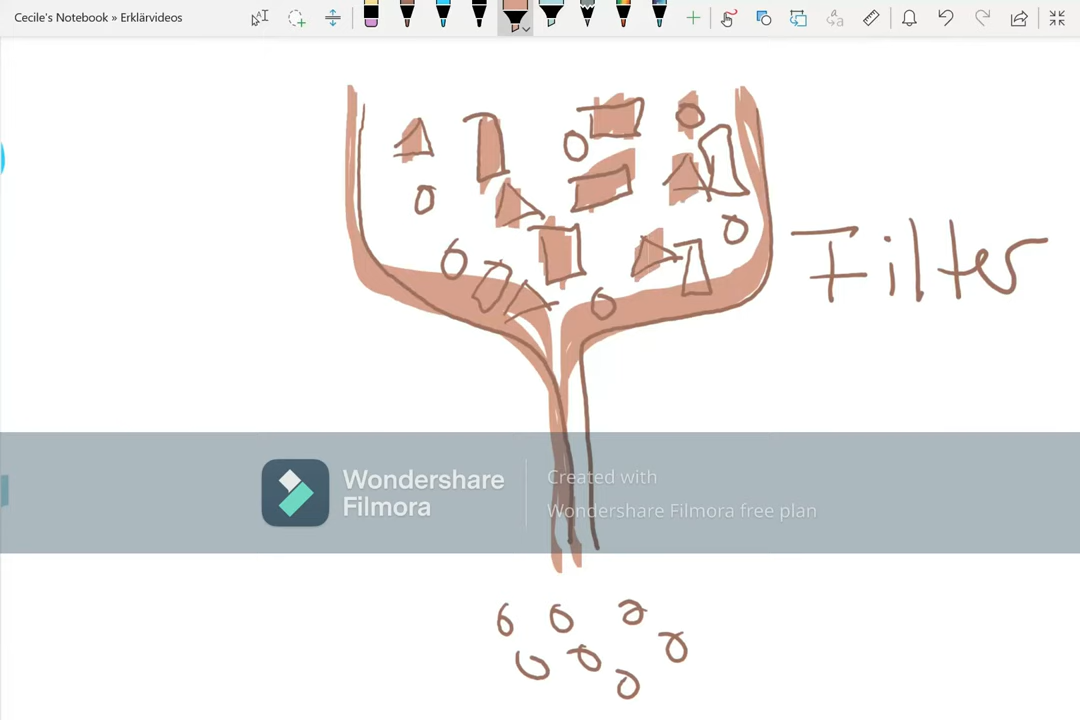 Cecile's Notebook » Erklärvideos
Filter
Wondershare
Filmora
Created with
Wondershare Filmora free plan